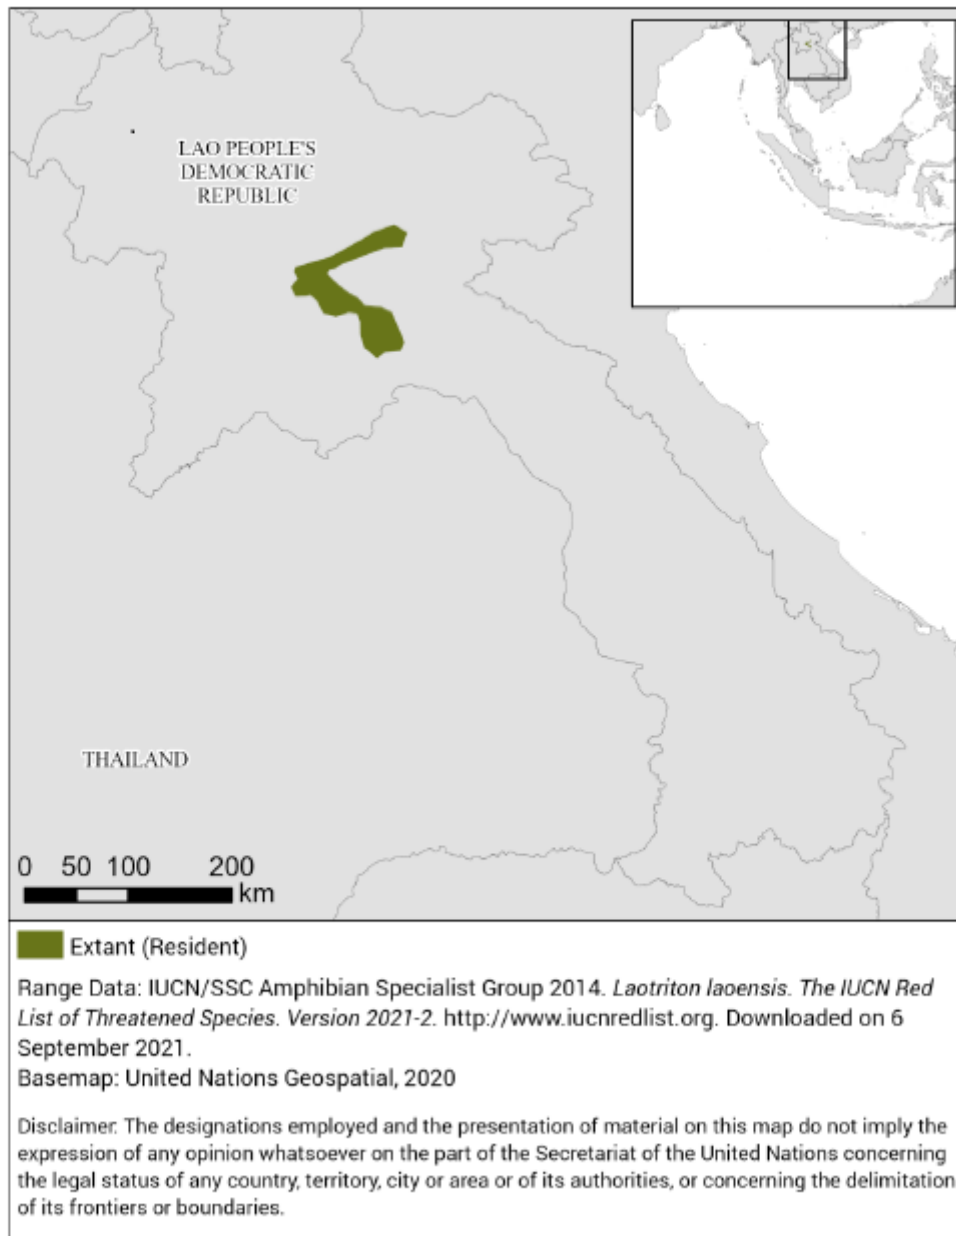 LAO PEOPLE'S
DEMOCRATIC
REPUBLIC
THAILAND
0 50 100 200
km
Extant (Resident)
Range Data: IUCN/SSC Amphibian Specialist Group 2014. Laotriton laoensis. The IUCN Red
List of Threatened Species. Version 2021-2. http://www.iucnredlist.org. Downloaded on 6
September 2021.
Basemap: United Nations Geospatial, 2020
Disclaimer: The designations employed and the presentation of material on this map do not imply the
expression of any opinion whatsoever on the part of the Secretariat of the United Nations concerning
the legal status of any country, territory, city or area or of its authorities, or concerning the delimitation
of its frontiers or boundaries.